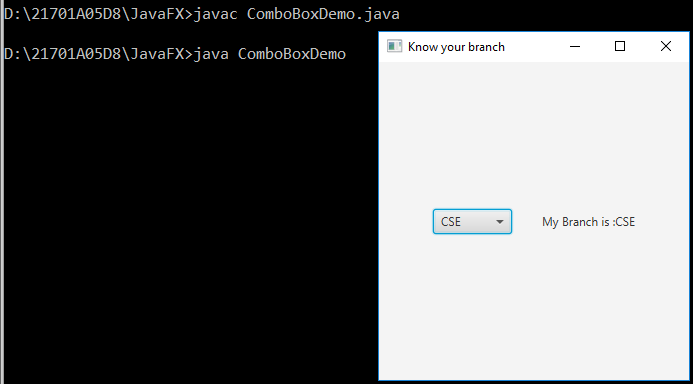 D:\21701A05D8\JavaFX>javac ComboBoxDemo.java
D:\21701A05D8\JavaFX>java ComboBoxDemo
Know your branch
CSE
My Branch is :CSE